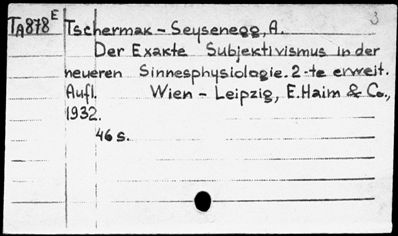 3
TA878E Tschermak-Seysenegg, A.
Der Exakte Subjektivismus in der
neueren Sinnesphysiologie. 2-te erweit.
Aufl. Wien - Leipzig, E. Haim & Co.,
1932.
46 s.